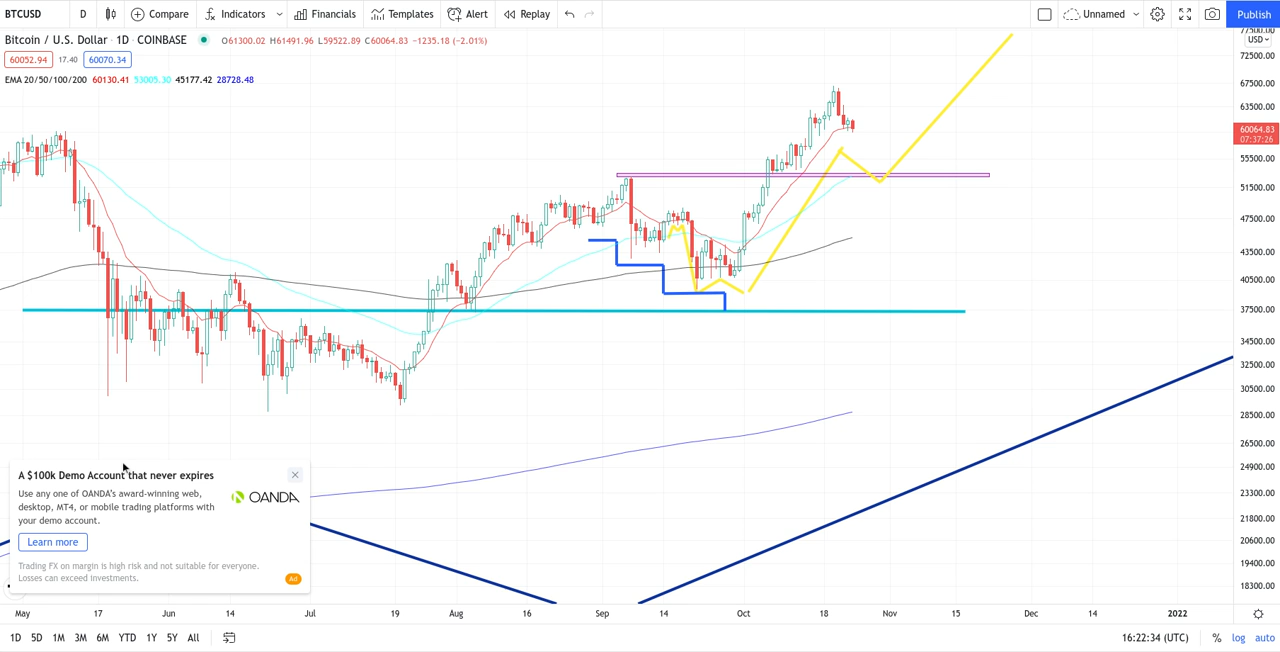 BTCUSD D Compare Indicators Financials Templates Alert Replay Unnamed Publish
Bitcoin / U.S. Dollar · 1D · COINBASE O61300.02 H61491.96 L59522.89 C60064.83 −1235.18 (−2.01%)
60052.94 17.40 60070.34
EMA 20/50/100/200 60130.41 53005.30 45177.42 28728.48
77500.00
USD
72500.00
67500.00
63500.00
60064.83
07:37:26
55500.00
51500.00
47500.00
43500.00
40500.00
37500.00
34500.00
32500.00
30500.00
28500.00
26500.00
24900.00
23300.00
21800.00
20600.00
19400.00
18300.00
A $100k Demo Account that never expires
Use any one of OANDA's award-winning web,
desktop, MT4, or mobile trading platforms with
your demo account.
OANDA
Learn more
Trading FX on margin is high risk and not suitable for everyone.
Losses can exceed investments.
Ad
May 17 Jun 14 Jul 19 Aug 16 Sep 14 Oct 18 Nov 15 Dec 14 2022
1D 5D 1M 3M 6M YTD 1Y 5Y All 16:22:34 (UTC) % log auto